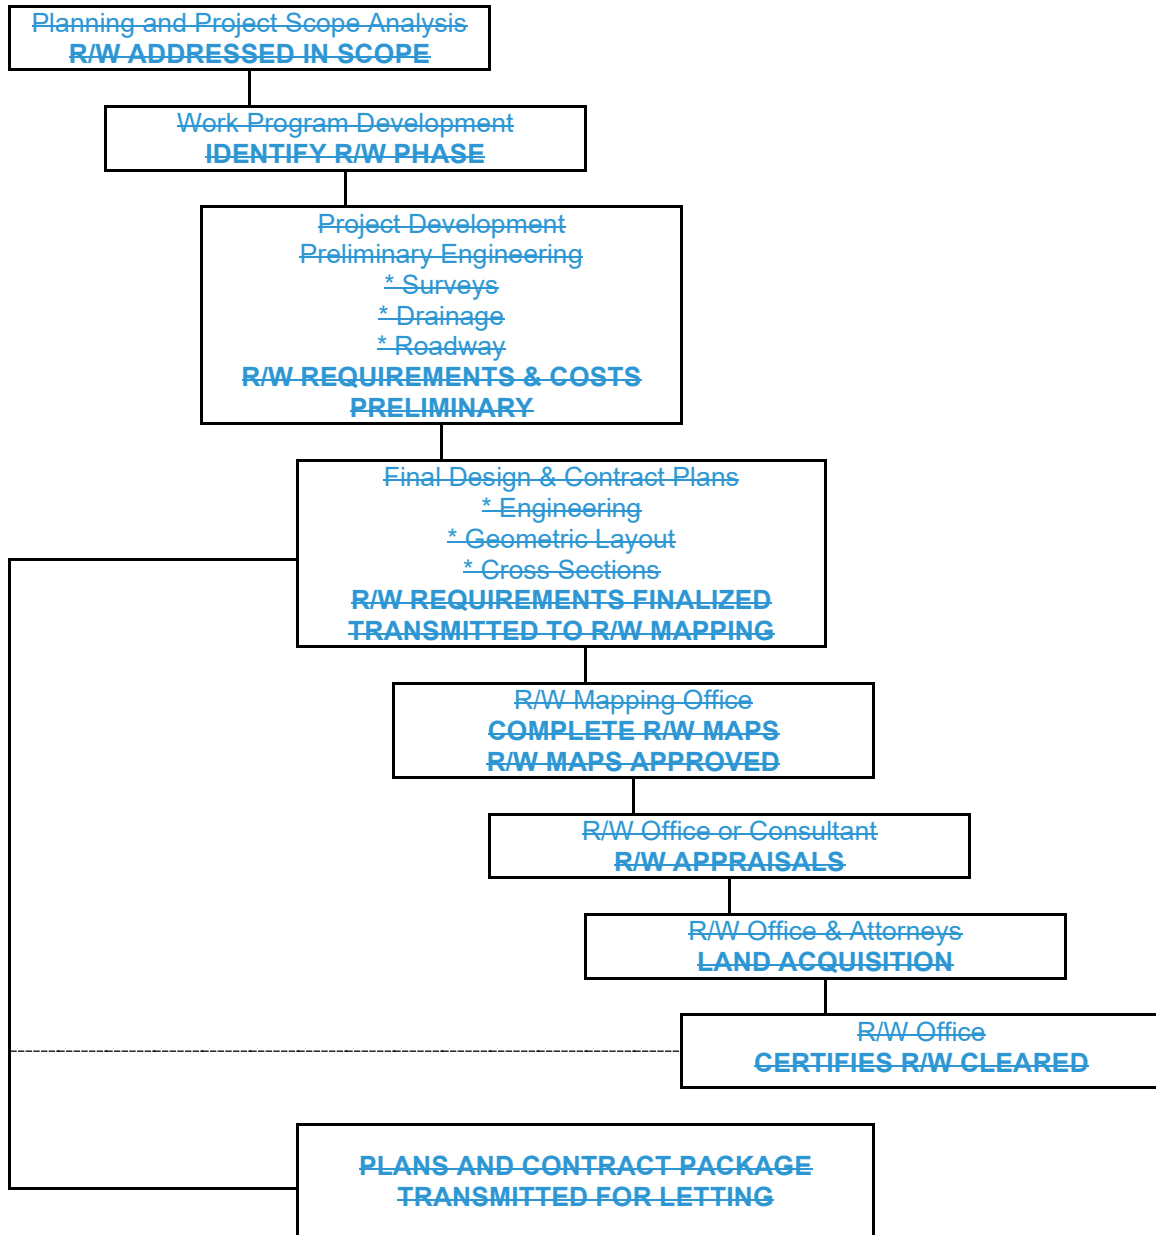 Planning and Project Scope Analysis
R/W ADDRESSED IN SCOPE
Work Program Development
IDENTIFY R/W PHASE
Project Development
Preliminary Engineering
* Surveys
* Drainage
* Roadway
R/W REQUIREMENTS & COSTS
PRELIMINARY
Final Design & Contract Plans
* Engineering
* Geometric Layout
* Cross Sections
R/W REQUIREMENTS FINALIZED
TRANSMITTED TO R/W MAPPING
R/W Mapping Office
COMPLETE R/W MAPS
R/W MAPS APPROVED
R/W Office or Consultant
R/W APPRAISALS
R/W Office & Attorneys
LAND ACQUISITION
R/W Office
CERTIFIES R/W CLEARED
PLANS AND CONTRACT PACKAGE
TRANSMITTED FOR LETTING